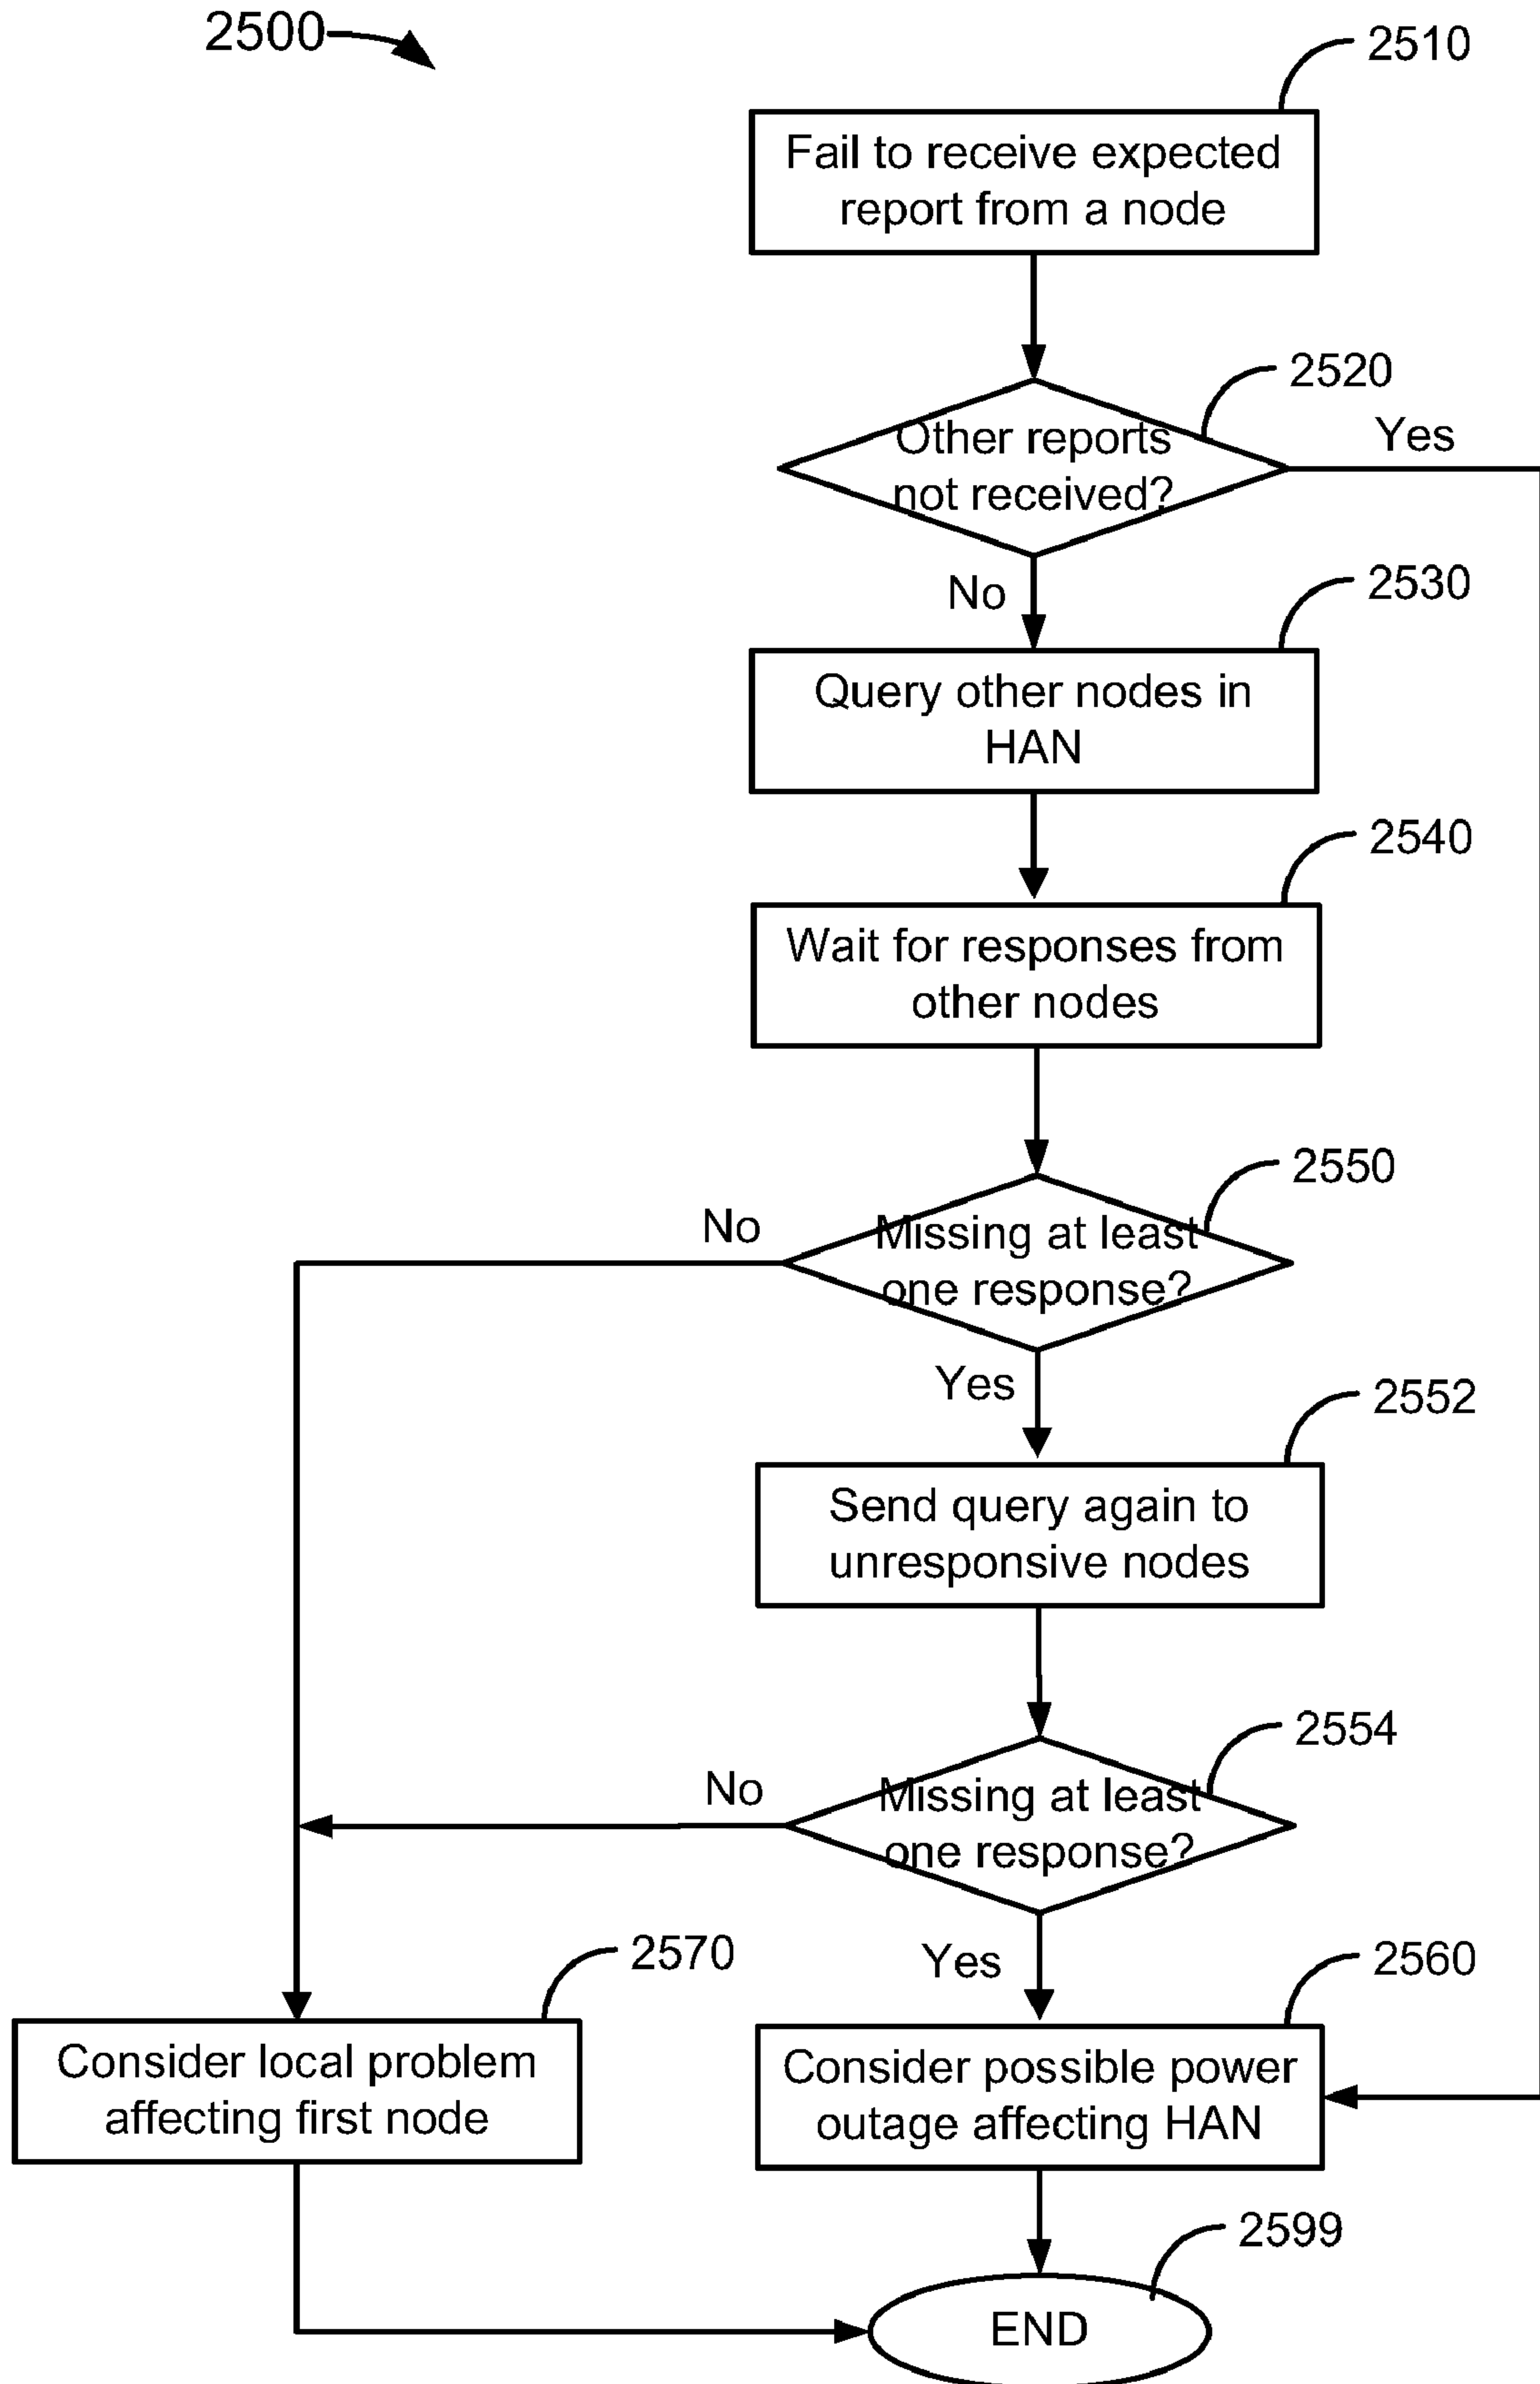 2500
2510
Fail to receive expected
report from a node
2520
Other reports
not received?
Yes
No
2530
Query other nodes in
HAN
2540
Wait for responses from
other nodes
2550
No
Missing at least
one response?
Yes
2552
Send query again to
unresponsive nodes
2554
No
Missing at least
one response?
Yes
2570
2560
Consider local problem
affecting first node
Consider possible power
outage affecting HAN
2599
END